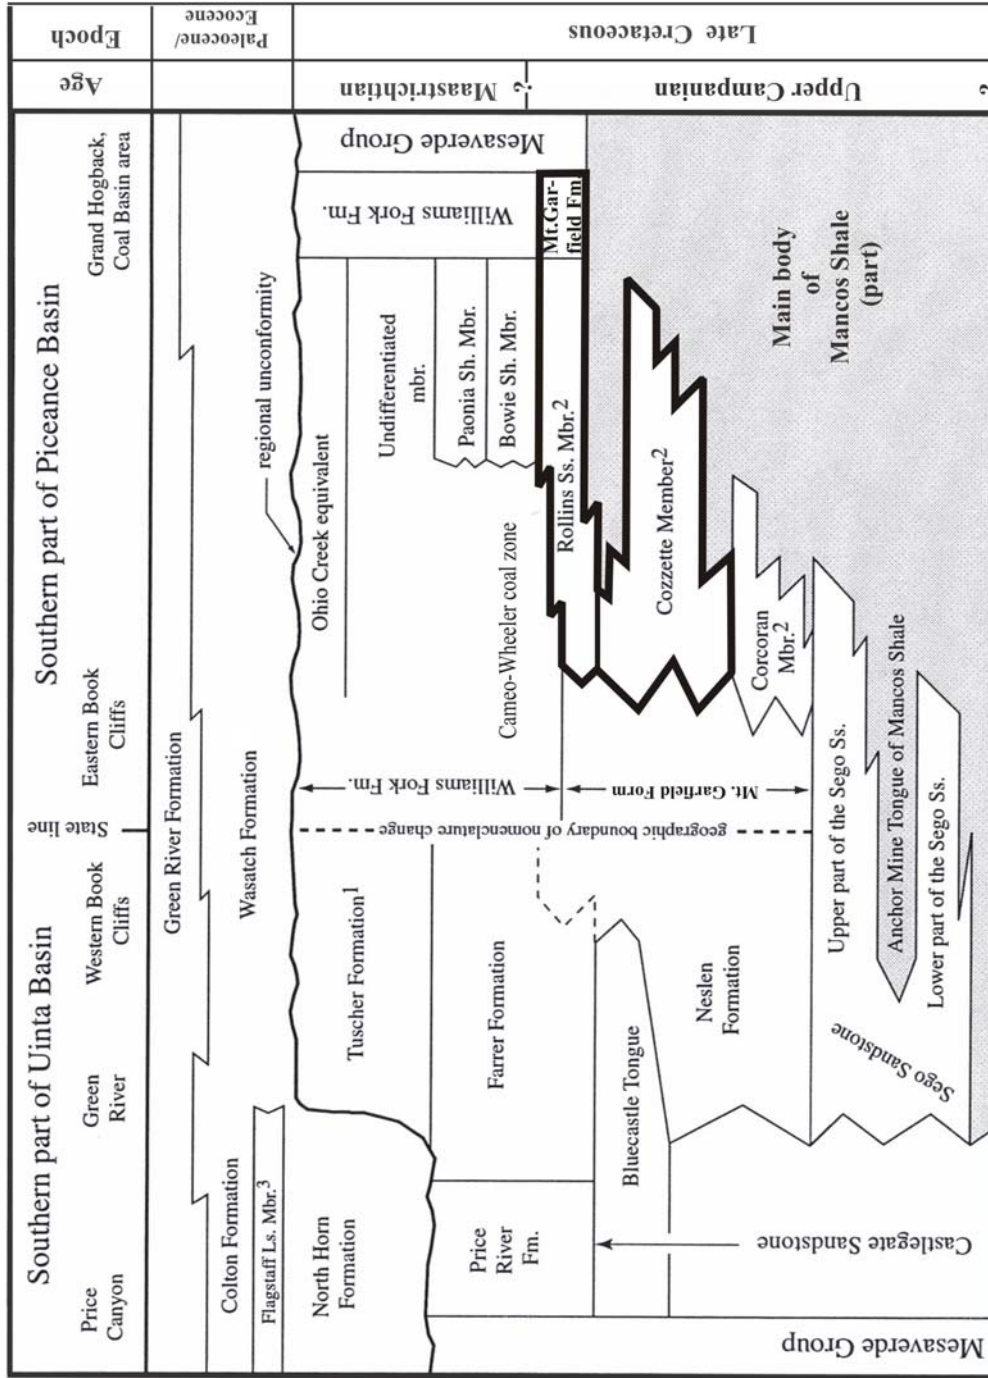 Southern part of Uinta Basin
Southern part of Piceance Basin
Epoch
Age
Price
Canyon
Green
River
Western Book
Cliffs
State line
Eastern Book
Cliffs
Grand Hogback,
Coal Basin area
Paleocene/
Eocene
Green River Formation
Colton Formation
Wasatch Formation
Flagstaff Ls. Mbr.3
regional unconformity
North Horn
Formation
Tuscher Formation1
Ohio Creek equivalent
Undifferentiated
mbr.
Williams Fork Fm.
Mesaverde Group
Maastrichtian
Late Cretaceous
Price
River
Fm.
Farrer Formation
Williams Fork Fm.
Cameo-Wheeler coal zone
Paonia Sh. Mbr.
Bowie Sh. Mbr.
?
geographic boundary of nomenclature change
Rollins Ss. Mbr.2
Mt.Gar-
field Fm.
Bluecastle Tongue
Castlegate Sandstone
Neslen
Formation
Mt. Garfield Form
Cozzette Member2
Corcoran
Mbr.2
Main body
of
Mancos Shale
(part)
Upper Campanian
Upper part of the Sego Ss.
Sego Sandstone
Anchor Mine Tongue of Mancos Shale
Lower part of the Sego Ss.
Mesaverde Group
?